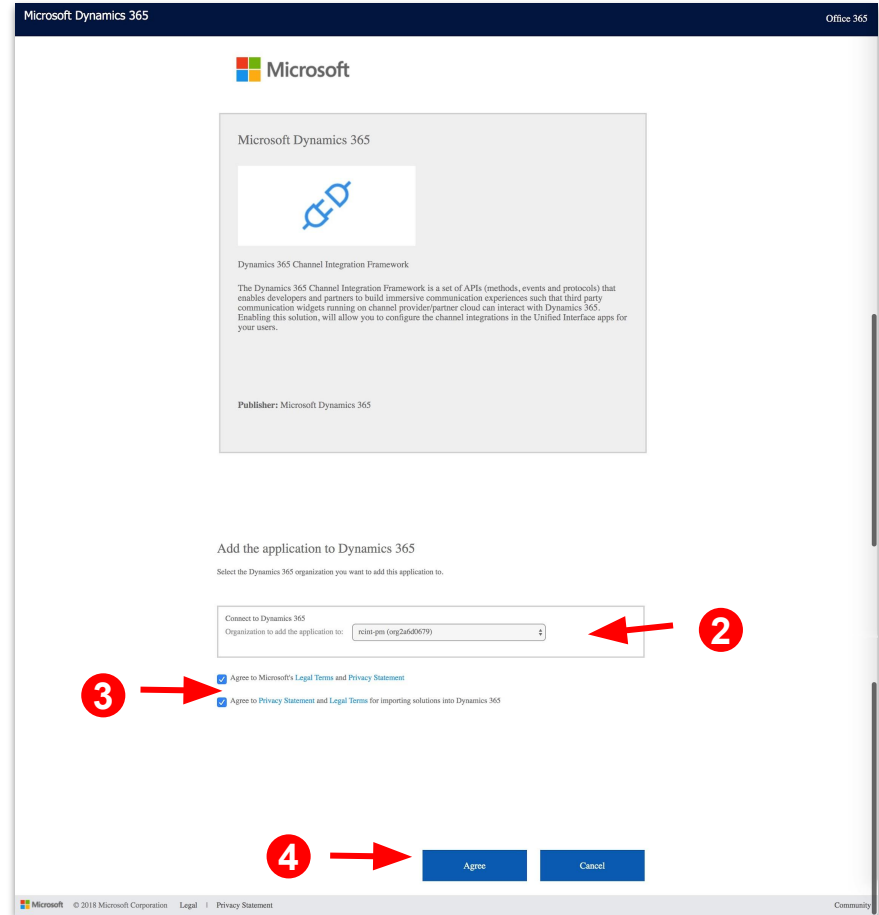 Microsoft Dynamics 365
Office 365
Microsoft
Microsoft Dynamics 365
Dynamics 365 Channel Integration Framework
The Dynamics 365 Channel Integration Framework is a set of APIs (methods, events and protocols) that
enables developers and partners to build immersive communication experiences such that third party
communication widgets running on channel provider/partner cloud can interact with Dynamics 365.
Enabling this solution, will allow you to configure the channel integrations in the Unified Interface apps for
your users.
Publisher: Microsoft Dynamics 365
Add the application to Dynamics 365
Select the Dynamics 365 organization you want to add this application to.
Connect to Dynamics 365
Organization to add the application to: rcint-pm (org2a6d0679)
2
Agree to Microsoft's Legal Terms and Privacy Statement
3
Agree to Privacy Statement and Legal Terms for importing solutions into Dynamics 365
4
Agree Cancel
Microsoft © 2018 Microsoft Corporation Legal | Privacy Statement Community